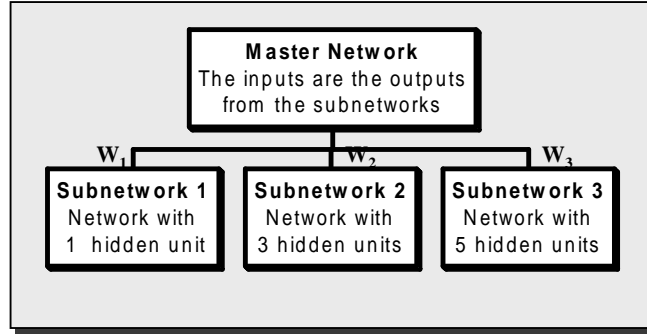 Master Network
The inputs are the outputs
from the subnetworks
W1 W2 W3
Subnetwork 1
Network with
1 hidden unit
Subnetwork 2
Network with
3 hidden units
Subnetwork 3
Network with
5 hidden units